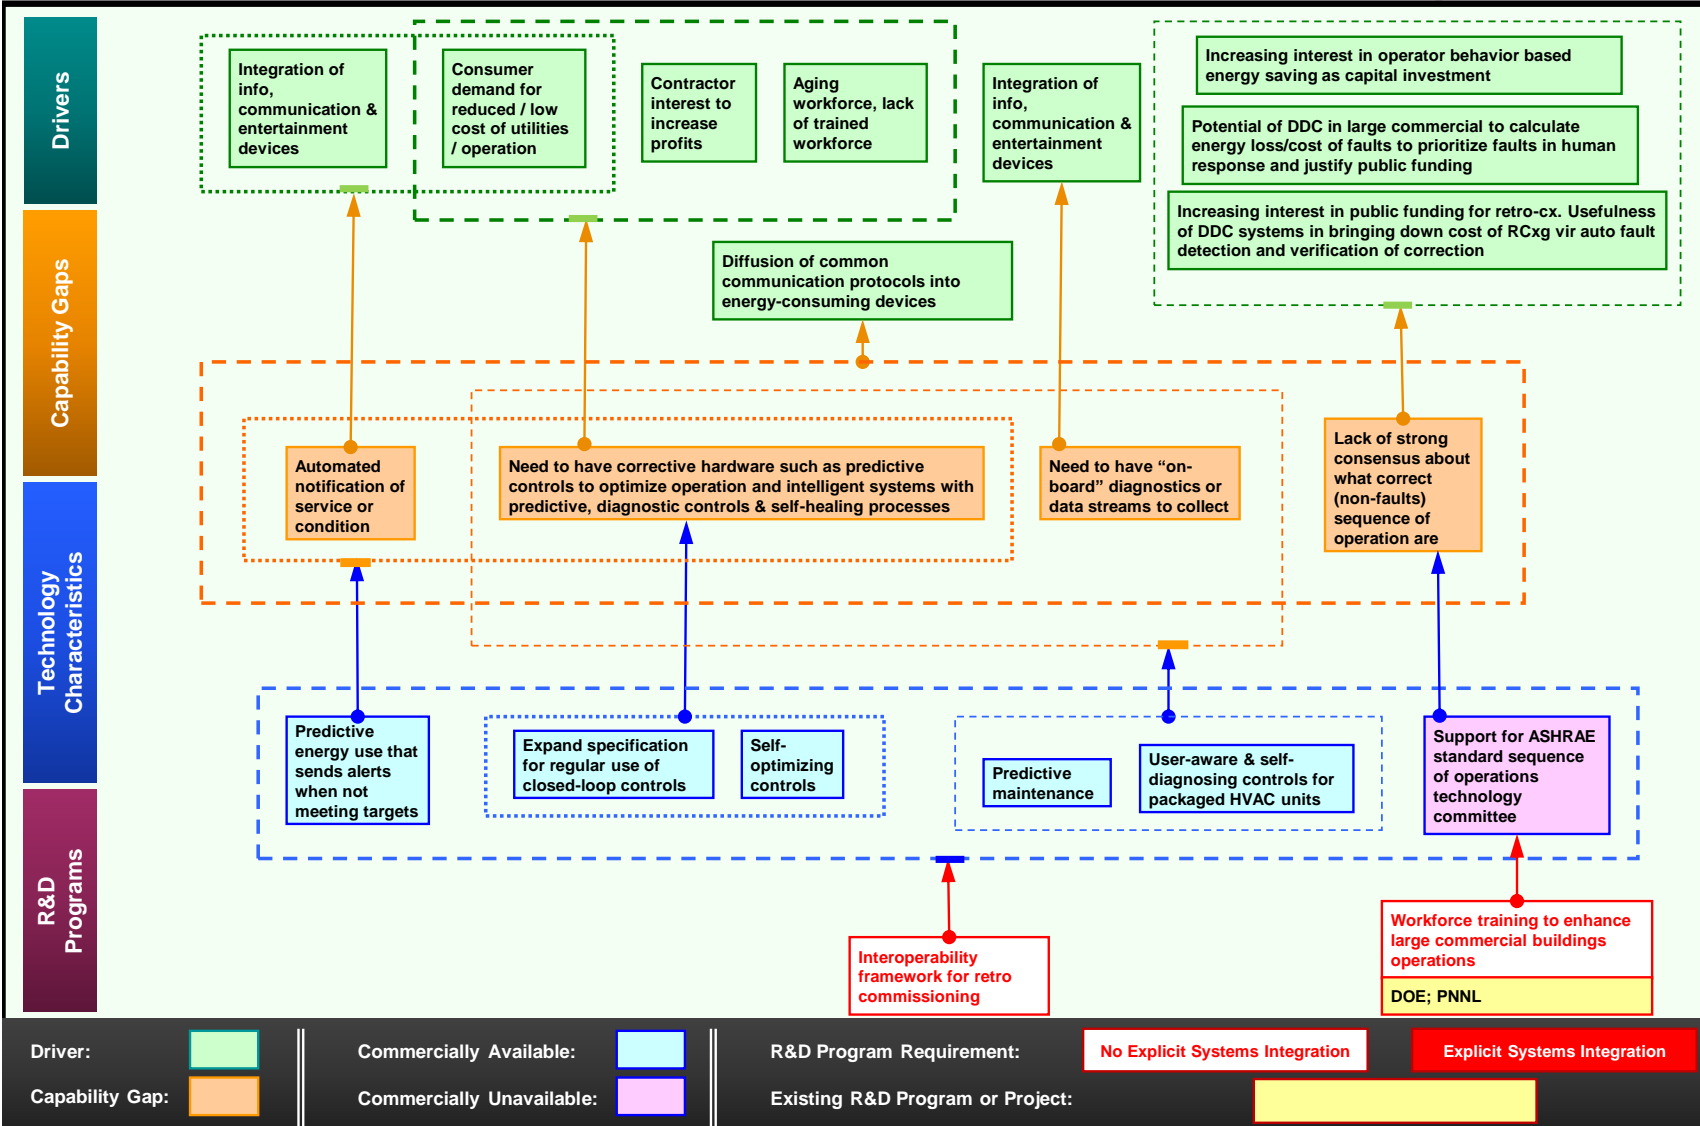 Drivers
Integration of
info,
communication &
entertainment
devices
Consumer
demand for
reduced / low
cost of utilities
/ operation
Contractor
interest to
increase
profits
Aging
workforce, lack
of trained
workforce
Integration of
info,
communication &
entertainment
devices
Increasing interest in operator behavior based
energy saving as capital investment
Potential of DDC in large commercial to calculate
energy loss/cost of faults to prioritize faults in human
response and justify public funding
Increasing interest in public funding for retro-cx. Usefulness
of DDC systems in bringing down cost of RCxg vir auto fault
detection and verification of correction
Diffusion of common
communication protocols into
energy-consuming devices
Capability Gaps
Automated
notification of
service or
condition
Need to have corrective hardware such as predictive
controls to optimize operation and intelligent systems with
predictive, diagnostic controls & self-healing processes
Need to have “on-
board” diagnostics or
data streams to collect
Lack of strong
consensus about
what correct
(non-faults)
sequence of
operation are
Technology
Characteristics
Predictive
energy use that
sends alerts
when not
meeting targets
Expand specification
for regular use of
closed-loop controls
Self-
optimizing
controls
Predictive
maintenance
User-aware & self-
diagnosing controls for
packaged HVAC units
Support for ASHRAE
standard sequence
of operations
technology
committee
R&D
Programs
Interoperability
framework for retro
commissioning
Workforce training to enhance
large commercial buildings
operations
DOE; PNNL
Driver:
Capability Gap:
Commercially Available:
Commercially Unavailable:
R&D Program Requirement:
No Explicit Systems Integration
Explicit Systems Integration
Existing R&D Program or Project: